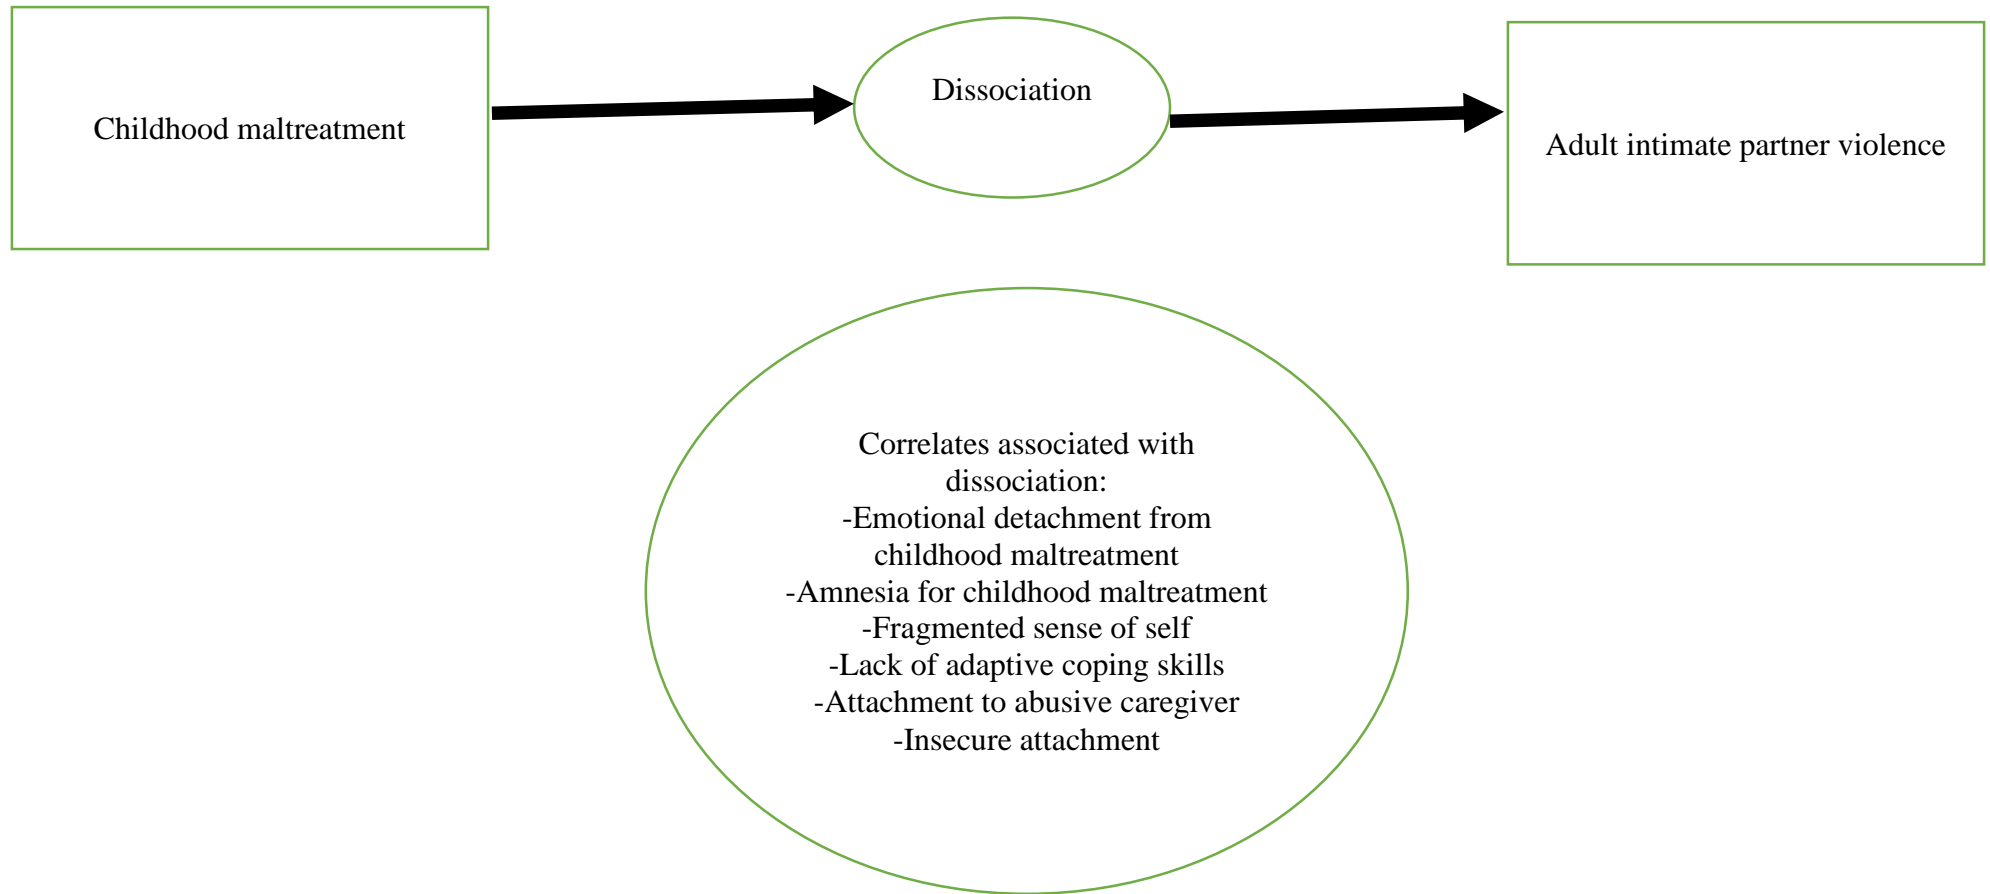 Childhood maltreatment
Dissociation
Adult intimate partner violence
Correlates associated with
dissociation:
-Emotional detachment from
childhood maltreatment
-Amnesia for childhood maltreatment
-Fragmented sense of self
-Lack of adaptive coping skills
-Attachment to abusive caregiver
-Insecure attachment